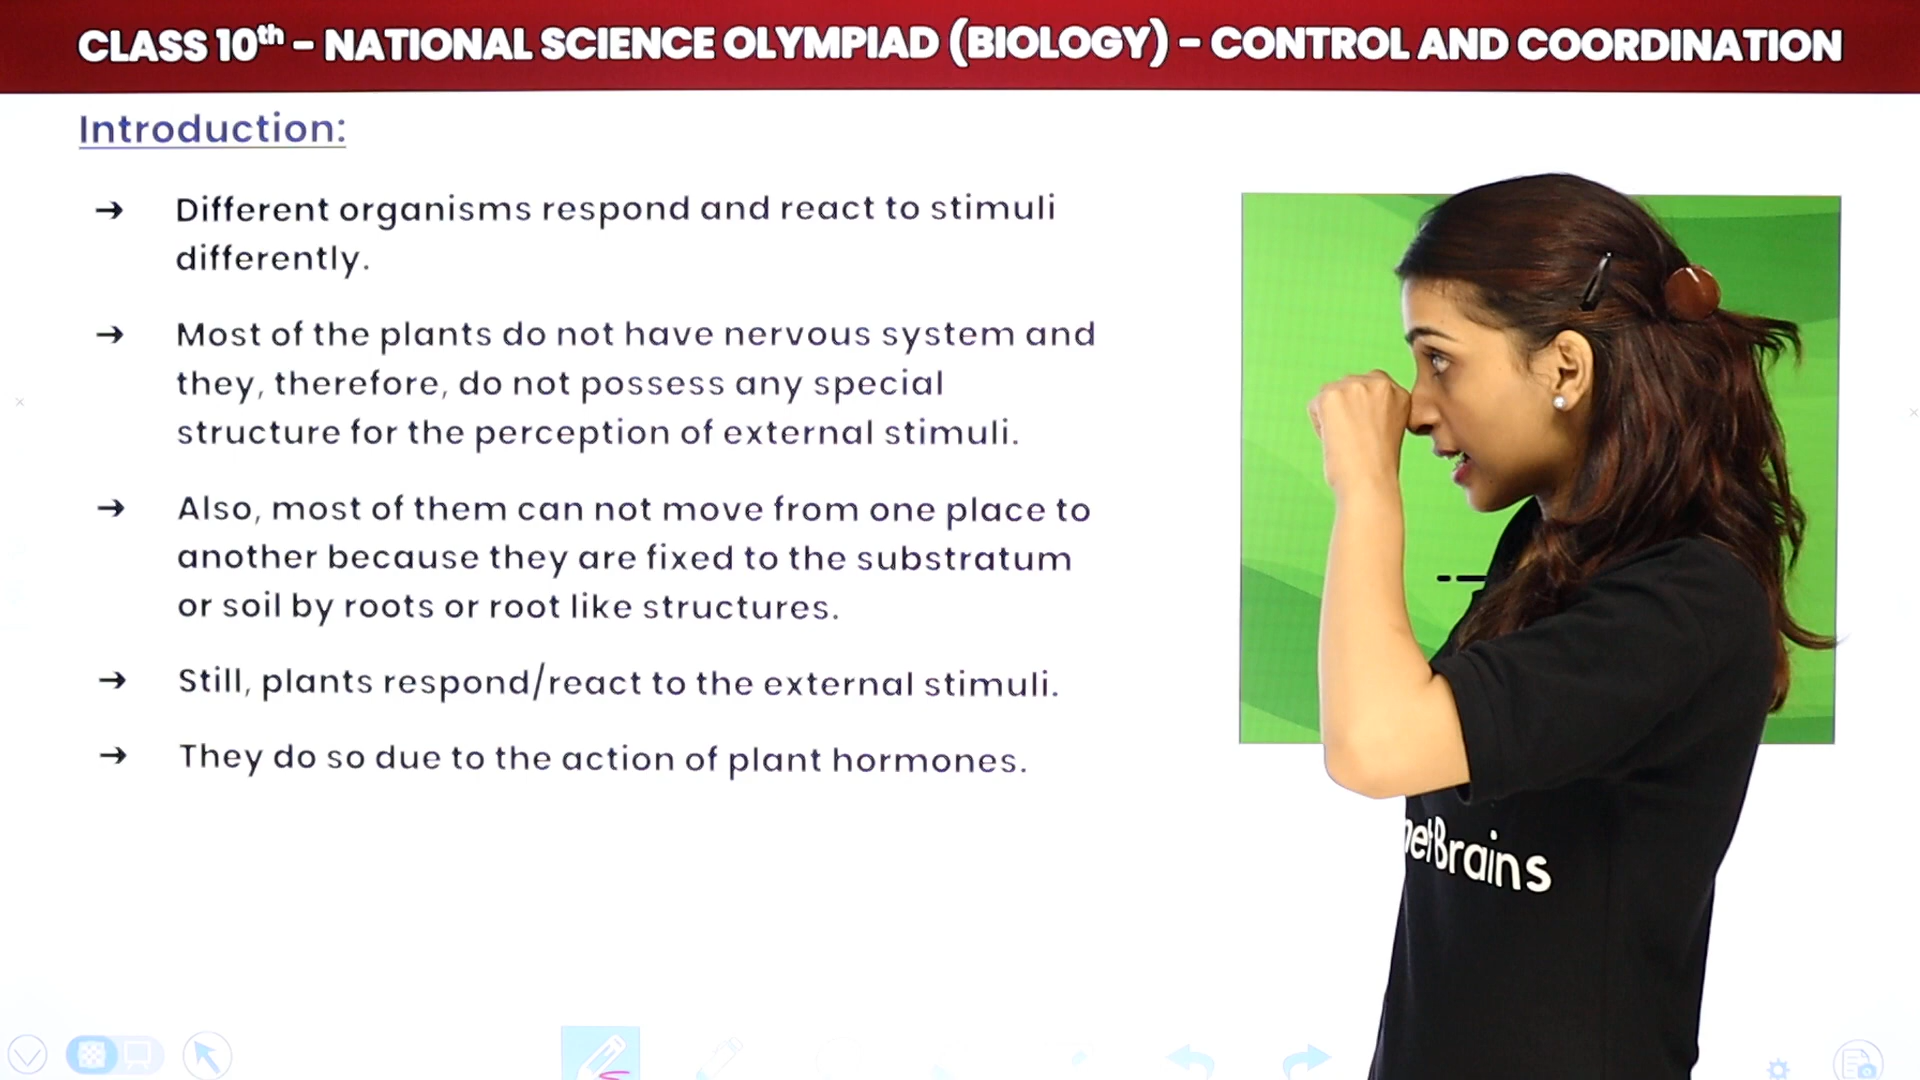 CLASS 10th – NATIONAL SCIENCE OLYMPIAD (BIOLOGY) – CONTROL AND COORDINATION
Introduction:
→ Different organisms respond and react to stimuli
differently.
→ Most of the plants do not have nervous system and
they, therefore, do not possess any special
structure for the perception of external stimuli.
→ Also, most of them can not move from one place to
another because they are fixed to the substratum
or soil by roots or root like structures.
→ Still, plants respond/react to the external stimuli.
→ They do so due to the action of plant hormones.
netBrains